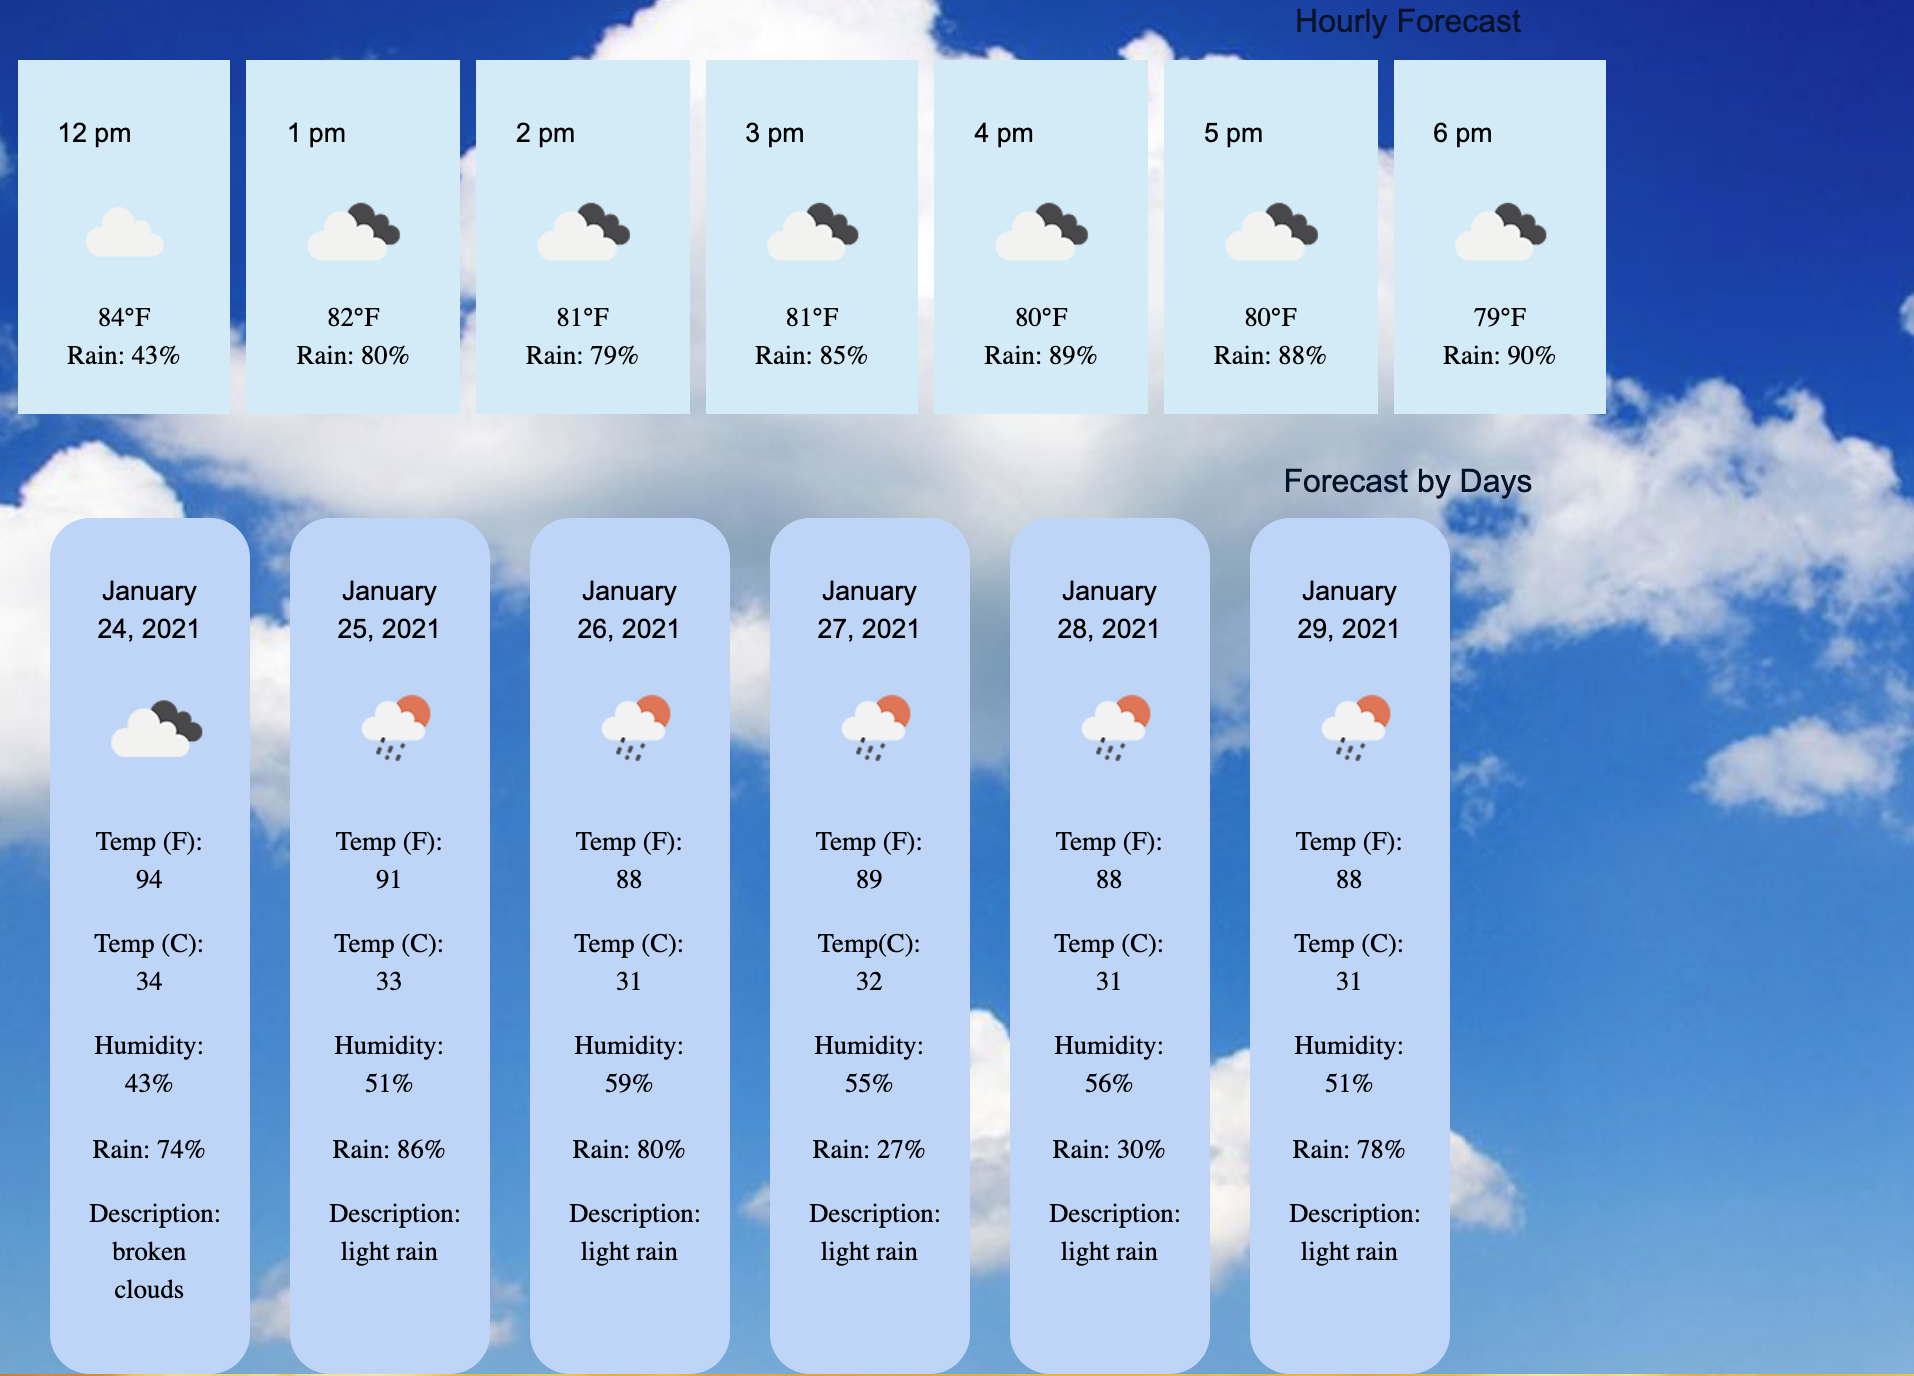 Hourly Forecast
12 pm
84°F
Rain: 43%
1 pm
82°F
Rain: 80%
2 pm
81°F
Rain: 79%
3 pm
81°F
Rain: 85%
4 pm
80°F
Rain: 89%
5 pm
80°F
Rain: 88%
6 pm
79°F
Rain: 90%
Forecast by Days
January
24, 2021
Temp (F):
94
Temp (C):
34
Humidity:
43%
Rain: 74%
Description:
broken
clouds
January
25, 2021
Temp (F):
91
Temp (C):
33
Humidity:
51%
Rain: 86%
Description:
light rain
January
26, 2021
Temp (F):
88
Temp (C):
31
Humidity:
59%
Rain: 80%
Description:
light rain
January
27, 2021
Temp (F):
89
Temp(C):
32
Humidity:
55%
Rain: 27%
Description:
light rain
January
28, 2021
Temp (F):
88
Temp (C):
31
Humidity:
56%
Rain: 30%
Description:
light rain
January
29, 2021
Temp (F):
88
Temp (C):
31
Humidity:
51%
Rain: 78%
Description:
light rain